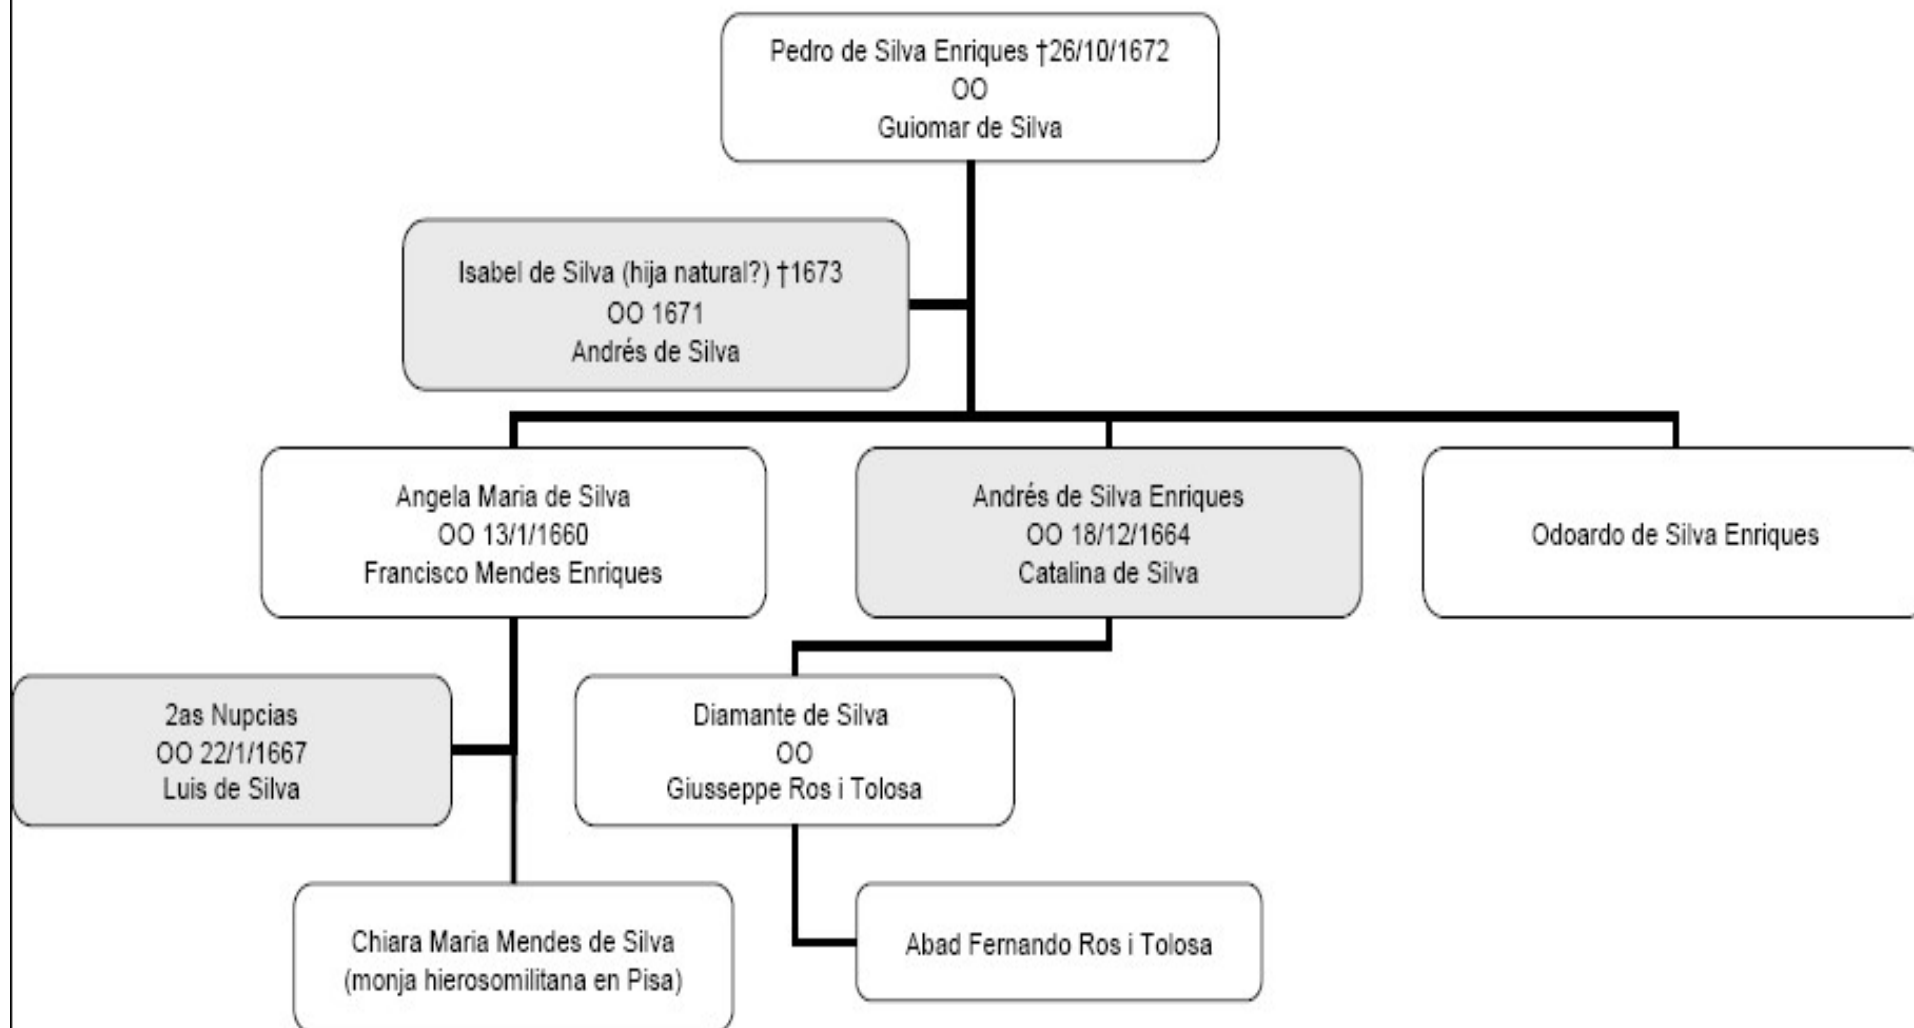 Pedro de Silva Enriques †26/10/1672
OO
Guiomar de Silva
Isabel de Silva (hija natural?) †1673
OO 1671
Andrés de Silva
Angela Maria de Silva
OO 13/1/1660
Francisco Mendes Enriques
Andrés de Silva Enriques
OO 18/12/1664
Catalina de Silva
Odoardo de Silva Enriques
2as Nupcias
OO 22/1/1667
Luis de Silva
Diamante de Silva
OO
Giusseppe Ros i Tolosa
Chiara Maria Mendes de Silva
(monja hierosomilitana en Pisa)
Abad Fernando Ros i Tolosa